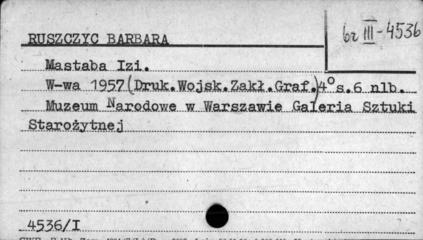 br III-4536
RUSZCZYC BARBARA
Mastaba Izi.
W-wa 1957(Druk.Wojsk.Zakł.Graf.)4° s.6 nlb.
Muzeum Narodowe w Warszawie Galeria Sztuki
Starożytnej
4536/I